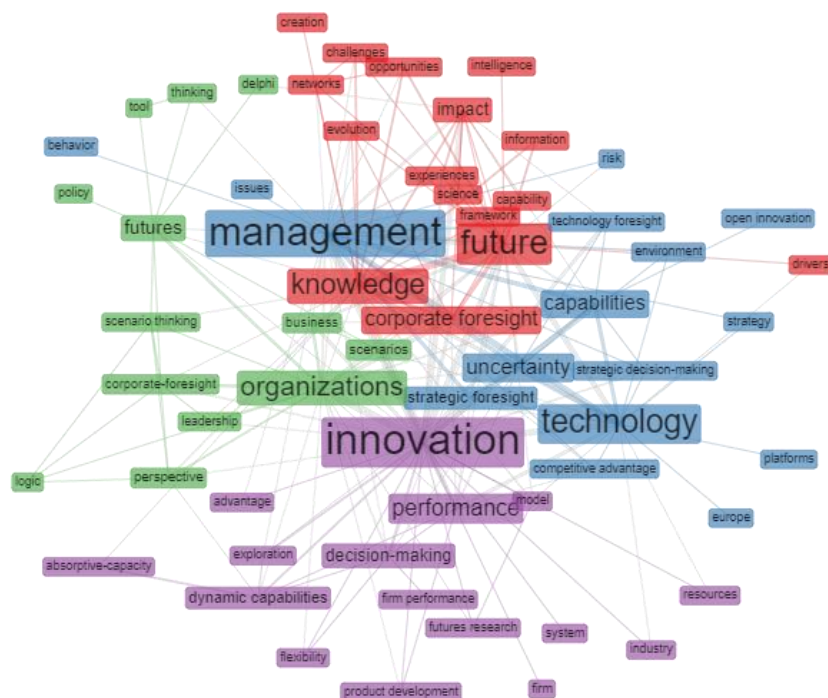 creation
challenges
opportunities
intelligence
networks
delphi
thinking
tool
impact
evolution
information
behavior
experiences
risk
issues
science
policy
capability
framework
futures
management
future
technology foresight
open innovation
environment
drivers
knowledge
capabilities
corporate foresight
scenario thinking
business
strategy
scenarios
uncertainty
strategic decision-making
corporate-foresight
organizations
strategic foresight
leadership
innovation
technology
competitive advantage
platforms
logic
perspective
advantage
performance
model
europe
exploration
decision-making
absorptive-capacity
dynamic capabilities
firm performance
resources
futures research
system
industry
flexibility
product development
firm